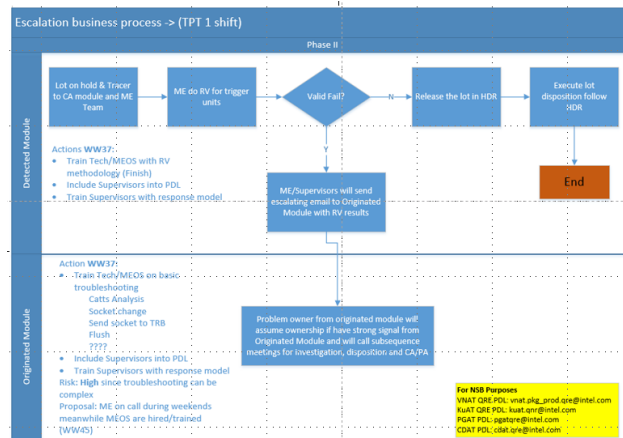 Escalation business process -> (TPT 1 shift)
Phase II
Detected Module
Lot on hold & Tracer
to CA module and ME
Team
ME do RV for trigger
units
Valid Fail?
N
Release the lot in HDR
Execute lot
disposition follow
HDR
Y
End
Actions WW37:
• Train Tech/MEOS with RV
methodology (Finish)
• Include Supervisors into PDL
• Train Supervisors with response model
ME/Supervisors will send
escalating email to Originated
Module with RV results
Originated Module
Action WW37:
• Train Tech/MEOS on basic
troubleshooting
Catts Analysis
Socket change
Send socket to TRB
Flush
????
• Include Supervisors into PDL
• Train Supervisors with response model
Risk: High since troubleshooting can be
complex
Proposal: ME on call during weekends
meanwhile MEOS are hired/trained
(WW45)
Problem owner from originated module will
assume ownership if have strong signal from
Originated Module and will call subsequence
meetings for investigation, disposition and CA/PA
For NSB Purposes
VNAT QRE PDL: vnat.pkg_prod.qre@intel.com
KuAT QRE PDL: kuat.qnr@intel.com
PGAT PDL: pgatqre@intel.com
CDAT PDL: cdat.qre@intel.com